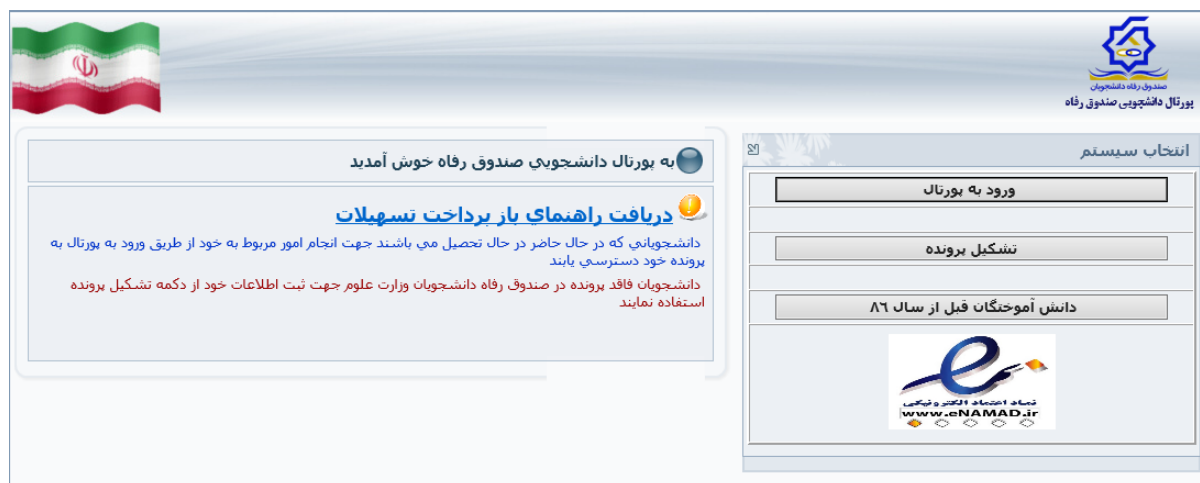 صندوق رفاه دانشجویان
پورتال دانشجویی صندوق رفاه
انتخاب سیستم
ورود به پورتال
تشکیل پرونده
دانش آموختگان قبل از سال ۸۶
نماد اعتماد الکترونیکی
www.eNAMAD.ir
به پورتال دانشجويي صندوق رفاه خوش آمديد
دريافت راهنماي باز پرداخت تسهيلات
دانشجوياني که در حال حاضر در حال تحصيل مي باشند جهت انجام امور مربوط به خود از طريق ورود به پورتال به
پرونده خود دسترسي يابند
دانشجويان فاقد پرونده در صندوق رفاه دانشجويان وزارت علوم جهت ثبت اطلاعات خود از دکمه تشکيل پرونده
استفاده نمايند